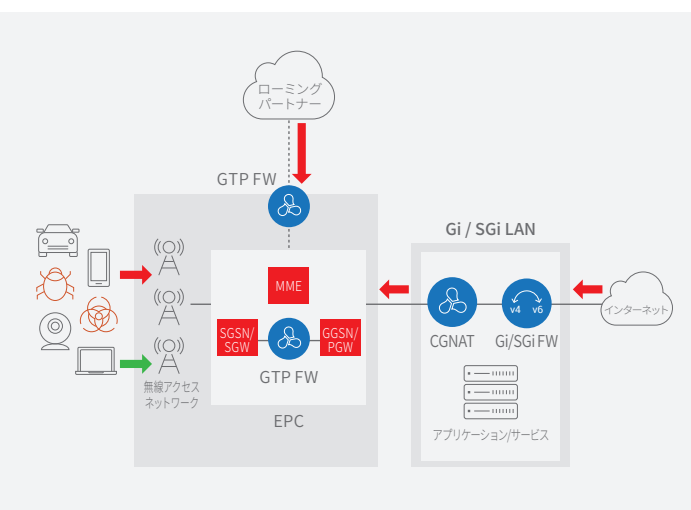 ローミング
パートナー
GTP FW
Gi / SGi LAN
MME
SGSN/
SGW
GGSN/
PGW
GTP FW
EPC
無線アクセス
ネットワーク
v4 v6
CGNAT
Gi/SGi FW
インターネット
アプリケーション/サービス